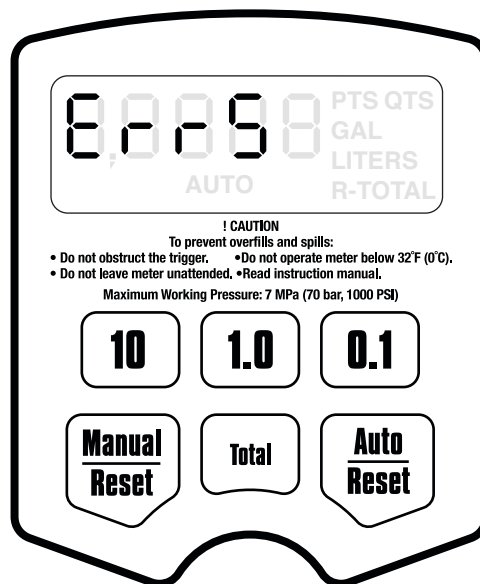 ErrS
PTS QTS
GAL
LITERS
AUTO
R-TOTAL
! CAUTION
To prevent overfills and spills:
• Do not obstruct the trigger. •Do not operate meter below 32°F (0°C).
• Do not leave meter unattended. •Read instruction manual.
Maximum Working Pressure: 7 MPa (70 bar, 1000 PSI)
10 1.0 0.1
Manual Total Auto
Reset Reset